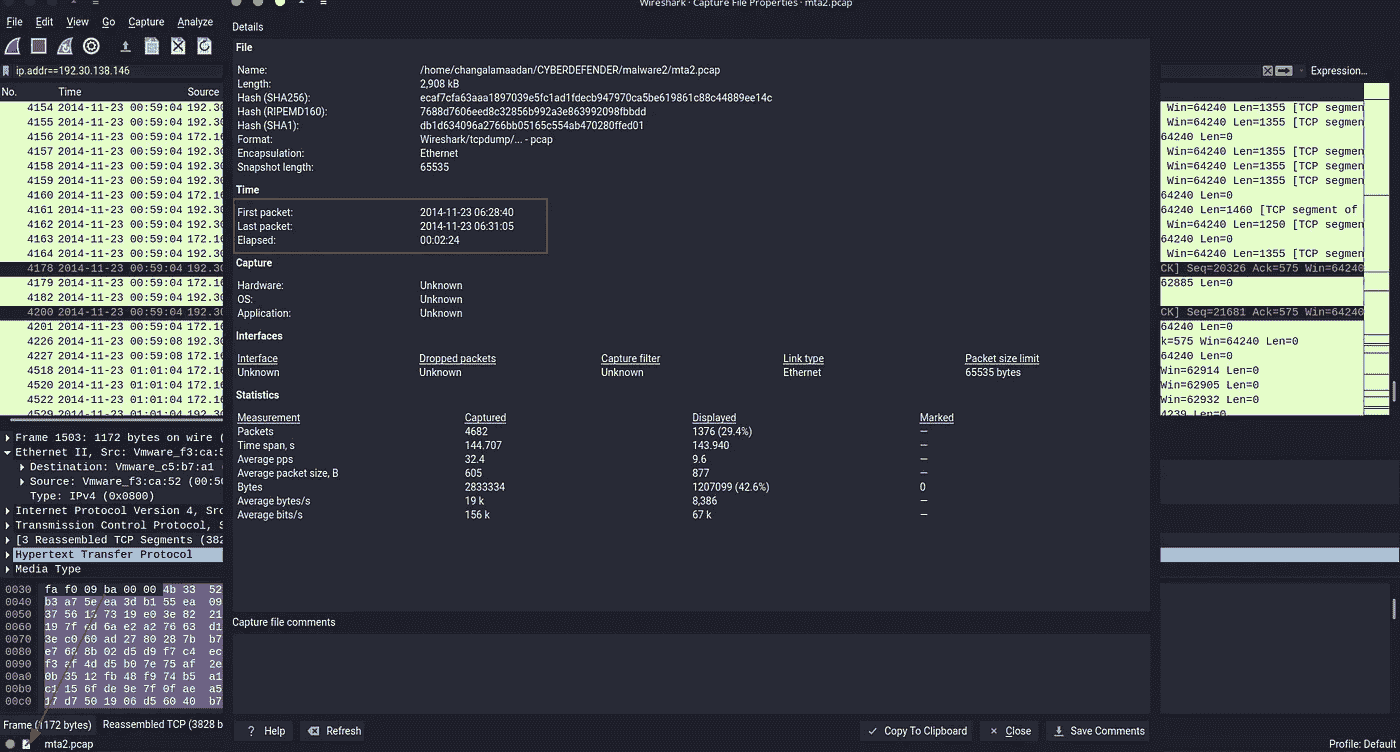 Wireshark · Capture File Properties · mta2.pcap
File Edit View Go Capture Analyze
Details
ip.addr==192.30.138.146
Expression...
No. Time Source
4154 2014-11-23 00:59:04 192.30
4155 2014-11-23 00:59:04 192.30
4156 2014-11-23 00:59:04 172.16
4157 2014-11-23 00:59:04 192.30
4158 2014-11-23 00:59:04 192.30
4159 2014-11-23 00:59:04 192.30
4160 2014-11-23 00:59:04 172.16
4161 2014-11-23 00:59:04 192.30
4162 2014-11-23 00:59:04 192.30
4163 2014-11-23 00:59:04 172.16
4164 2014-11-23 00:59:04 192.30
4178 2014-11-23 00:59:04 192.30
4179 2014-11-23 00:59:04 172.16
4182 2014-11-23 00:59:04 192.30
4200 2014-11-23 00:59:04 192.30
4201 2014-11-23 00:59:04 172.16
4226 2014-11-23 00:59:08 192.30
4227 2014-11-23 00:59:08 172.16
4518 2014-11-23 01:01:04 172.16
4520 2014-11-23 01:01:04 192.30
4522 2014-11-23 01:01:04 172.16
4529 2014-11-23 01:01:04 192.30
Frame 1503: 1172 bytes on wire (
Ethernet II, Src: Vmware_f3:ca:5
Destination: Vmware_c5:b7:a1
Source: Vmware_f3:ca:52 (00:50
Type: IPv4 (0x0800)
Internet Protocol Version 4, Src
Transmission Control Protocol, S
[3 Reassembled TCP Segments (382
Hypertext Transfer Protocol
Media Type
0030 fa f0 09 ba 00 00 4b 33 52
0040 b3 a7 5e ea 3d b1 55 ea 09
0050 37 56 18 73 19 e0 3e 82 21
0060 19 7f cd 6a e2 a2 76 63 d1
0070 3e c0 60 ad 27 80 28 7b b7
0080 e7 68 8b 02 d5 d9 f7 c4 ec
0090 f3 af 4d d5 b0 7e 75 af 2e
00a0 0b 35 12 fb 48 f9 74 b5 a1
00b0 c1 15 6f de 9e 7f 0f ae a5
00c0 17 d7 50 19 06 d5 60 40 b7
Frame (1172 bytes) Reassembled TCP (3828 b
mta2.pcap
File
Name: /home/changalamaadan/CYBERDEFENDER/malware2/mta2.pcap
Length: 2,908 kB
Hash (SHA256): ecaf7cfa63aaa1897039e5fc1ad1fdecb947970ca5be619861c88c44889ee14c
Hash (RIPEMD160): 7688d7606eed8c32856b992a3e863992098fbbdd
Hash (SHA1): db1d634096a2766bb05165c554ab470280ffed01
Format: Wireshark/tcpdump/... - pcap
Encapsulation: Ethernet
Snapshot length: 65535
Time
First packet: 2014-11-23 06:28:40
Last packet: 2014-11-23 06:31:05
Elapsed: 00:02:24
Capture
Hardware: Unknown
OS: Unknown
Application: Unknown
Interfaces
Interface Dropped packets Capture filter Link type Packet size limit
Unknown Unknown Unknown Ethernet 65535 bytes
Statistics
Measurement Captured Displayed Marked
Packets 4682 1376 (29.4%) —
Time span, s 144.707 143.940 —
Average pps 32.4 9.6 —
Average packet size, B 605 877 —
Bytes 2833334 1207099 (42.6%) 0
Average bytes/s 19 k 8,386 —
Average bits/s 156 k 67 k —
Capture file comments
? Help Refresh Copy To Clipboard Close Save Comments
Win=64240 Len=1355 [TCP segmen
Win=64240 Len=1355 [TCP segmen
64240 Len=0
Win=64240 Len=1355 [TCP segmen
Win=64240 Len=1355 [TCP segmen
Win=64240 Len=1355 [TCP segmen
64240 Len=0
64240 Len=1460 [TCP segment of
Win=64240 Len=1250 [TCP segmen
64240 Len=0
Win=64240 Len=1355 [TCP segmen
CK] Seq=20326 Ack=575 Win=64240
62885 Len=0
CK] Seq=21681 Ack=575 Win=64240
64240 Len=0
k=575 Win=64240 Len=0
64240 Len=0
Win=62914 Len=0
Win=62905 Len=0
Win=62932 Len=0
4239 Len=0
Profile: Default